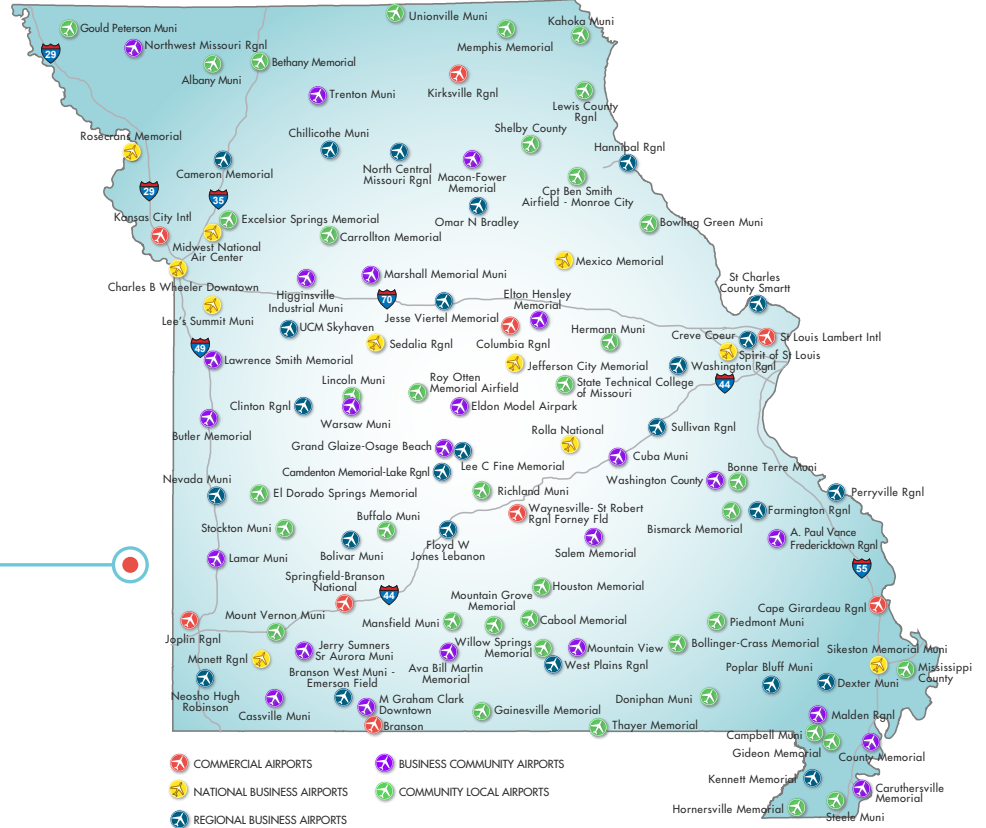 Unionville Muni
Kahoka Muni
Gould Peterson Muni
Northwest Missouri Rgnl
Memphis Memorial
29
Bethany Memorial
Albany Muni
Kirksville Rgnl
Trenton Muni
Lewis County
Rgnl
Rosecrans Memorial
Chillicothe Muni
Shelby County
Hannibal Rgnl
Cameron Memorial
North Central
Missouri Rgnl
Macon-Fower
Memorial
Cpt Ben Smith
Airfield - Monroe City
29
35
Kansas City Intl
Excelsior Springs Memorial
Omar N Bradley
Bowling Green Muni
Carrollton Memorial
Midwest National
Air Center
Mexico Memorial
Charles B Wheeler Downtown
Higginsville
Industrial Muni
Marshall Memorial Muni
St Charles
County Smartt
70
Elton Hensley
Memorial
Lee's Summit Muni
UCM Skyhaven
Jesse Viertel Memorial
Columbia Rgnl
Hermann Muni
Creve Coeur
St Louis Lambert Intl
49
Sedalia Rgnl
Spirit of St Louis
Lawrence Smith Memorial
Jefferson City Memorial
Washington Rgnl
44
Lincoln Muni
Roy Otten
Memorial Airfield
State Technical College
of Missouri
Clinton Rgnl
Eldon Model Airpark
Warsaw Muni
Butler Memorial
Rolla National
Sullivan Rgnl
Grand Glaize-Osage Beach
Cuba Muni
Lee C Fine Memorial
Camdenton Memorial-Lake Rgnl
Bonne Terre Muni
Nevada Muni
Washington County
El Dorado Springs Memorial
Richland Muni
Perryville Rgnl
Waynesville- St Robert
Rgnl Forney Fld
Farmington Rgnl
Stockton Muni
Buffalo Muni
Bismarck Memorial
Floyd W
Jones Lebanon
Salem Memorial
A. Paul Vance
Fredericktown Rgnl
Lamar Muni
Bolivar Muni
55
Springfield-Branson
National
44
Houston Memorial
Mountain Grove
Memorial
Cape Girardeau Rgnl
Mount Vernon Muni
Mansfield Muni
Cabool Memorial
Piedmont Muni
Joplin Rgnl
Jerry Sumners
Sr Aurora Muni
Willow Springs
Memorial
Mountain View
Bollinger-Crass Memorial
Sikeston Memorial Muni
Monett Rgnl
Ava Bill Martin
Memorial
West Plains Rgnl
Poplar Bluff Muni
Mississippi
County
Branson West Muni -
Emerson Field
Dexter Muni
Neosho Hugh
Robinson
M Graham Clark
Downtown
Doniphan Muni
Cassville Muni
Gainesville Memorial
Malden Rgnl
Branson
Thayer Memorial
Campbell Muni
Gideon Memorial
County Memorial
Kennett Memorial
Caruthersville
Memorial
Hornersville Memorial
Steele Muni
COMMERCIAL AIRPORTS
BUSINESS COMMUNITY AIRPORTS
NATIONAL BUSINESS AIRPORTS
COMMUNITY LOCAL AIRPORTS
REGIONAL BUSINESS AIRPORTS